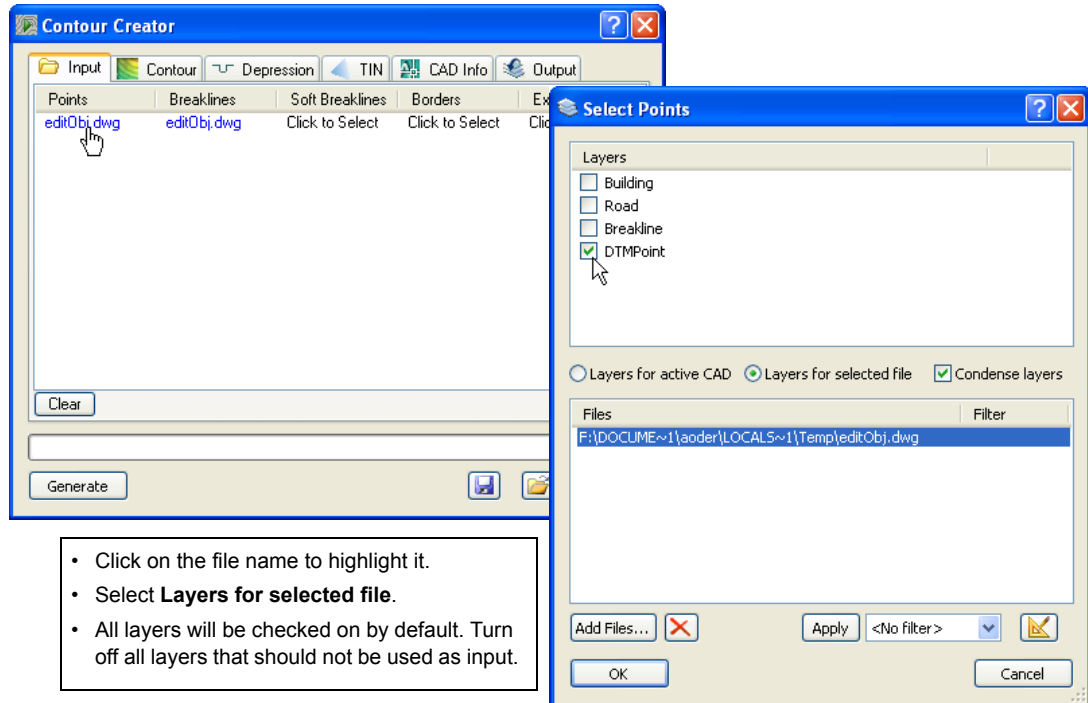 Contour Creator
Input Contour Depression TIN CAD Info Output
Points Breaklines Soft Breaklines Borders Ex
editObj.dwg editObj.dwg Click to Select Click to Select Clic
Clear
Generate
Select Points
Layers
Building
Road
Breakline
DTMPoint
Layers for active CAD Layers for selected file Condense layers
Files Filter
F:\DOCUME~1\aoder\LOCALS~1\Temp\editObj.dwg
Add Files... Apply <No filter>
OK Cancel
• Click on the file name to highlight it.
• Select Layers for selected file.
• All layers will be checked on by default. Turn
off all layers that should not be used as input.